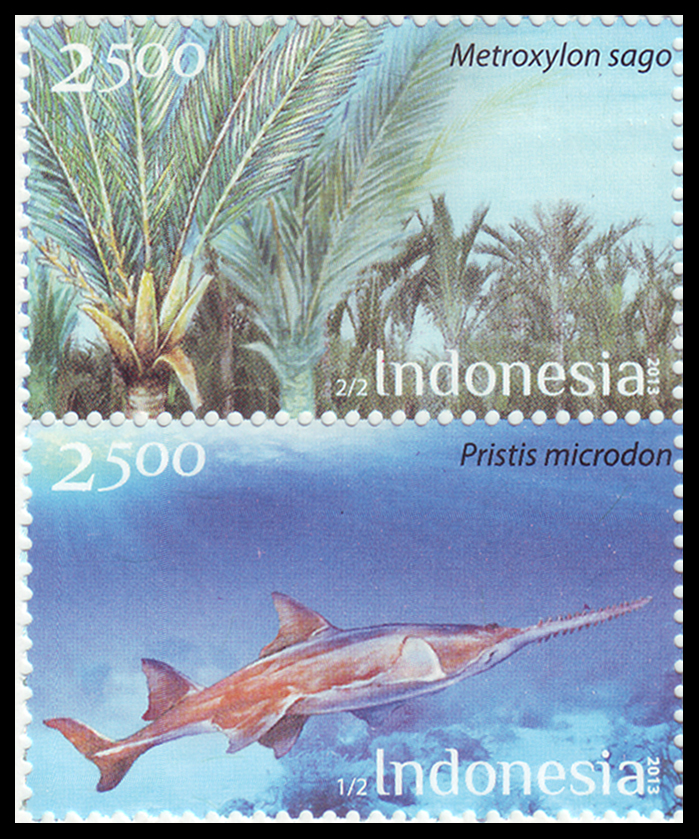 2500
Metroxylon sago
2/2 Indonesia 2013
2500
Pristis microdon
1/2 Indonesia 2013